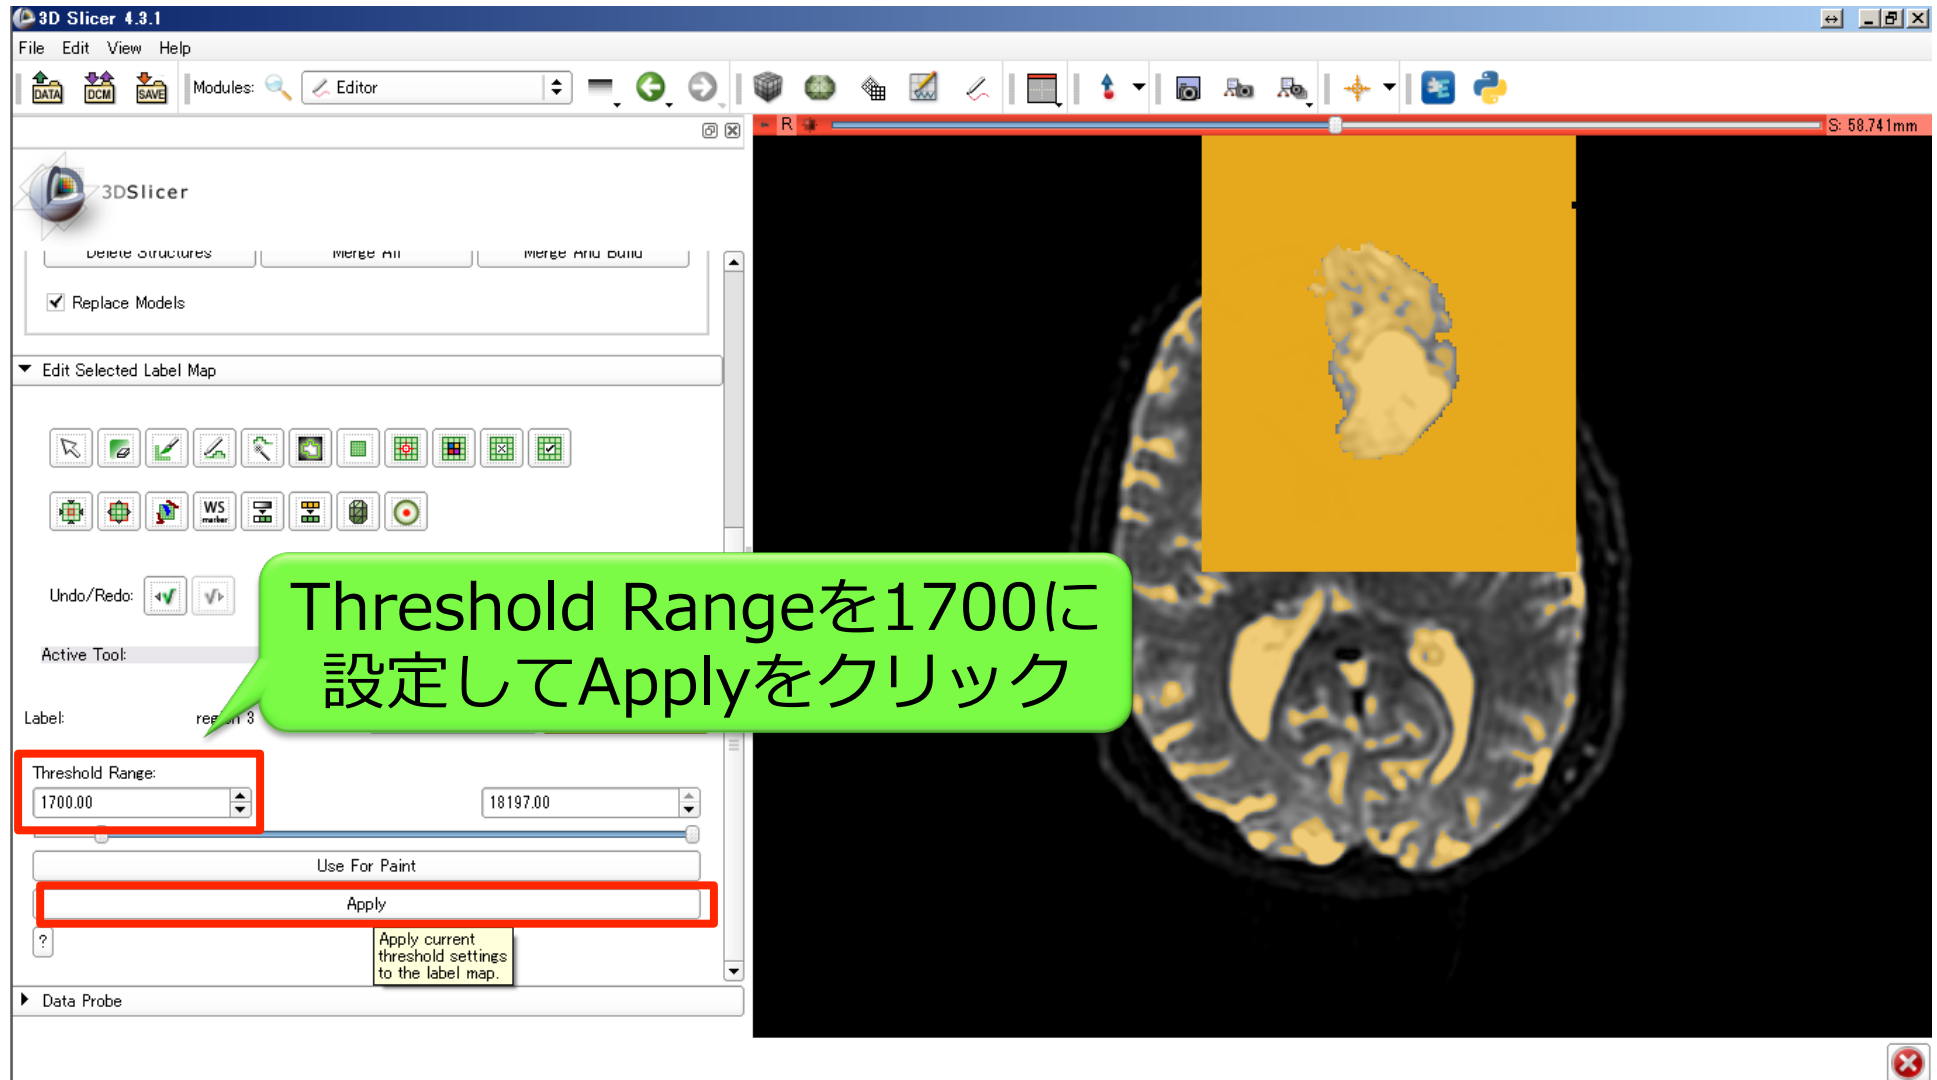 3D Slicer 4.3.1
File Edit View Help
DATA DCM SAVE Modules: Editor
R S: 58.741mm
3DSlicer
Delete Structures Merge All Merge And Build
Replace Models
Edit Selected Label Map
WS
marker
Undo/Redo:
Threshold Rangeを1700に
設定してApplyをクリック
Active Tool:
Label: region 3
Threshold Range:
1700.00 18197.00
Use For Paint
Apply
?
Apply current
threshold settings
to the label map.
Data Probe